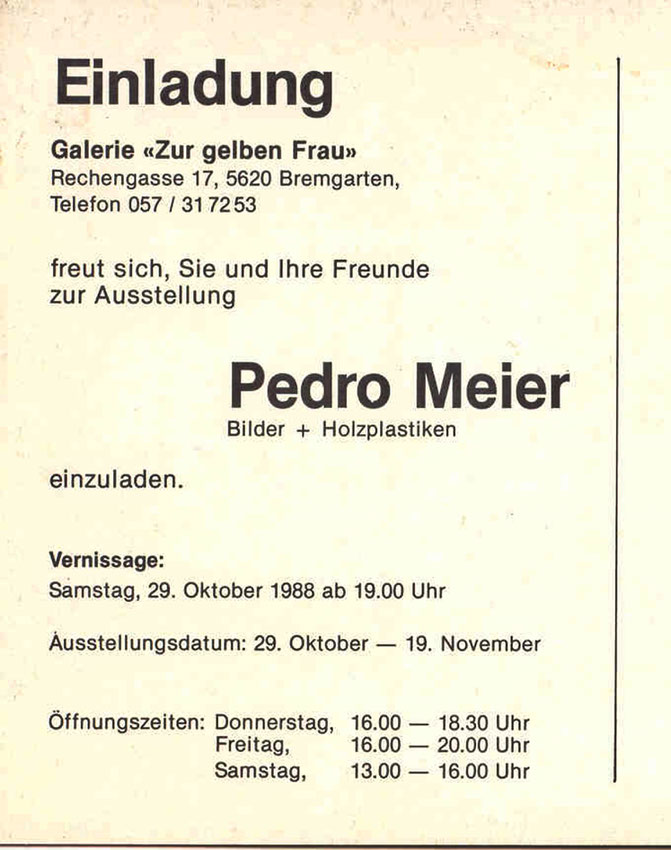 Einladung
Galerie «Zur gelben Frau»
Rechengasse 17, 5620 Bremgarten,
Telefon 057 / 31 72 53
freut sich, Sie und Ihre Freunde
zur Ausstellung
Pedro Meier
Bilder + Holzplastiken
einzuladen.
Vernissage:
Samstag, 29. Oktober 1988 ab 19.00 Uhr
Ausstellungsdatum: 29. Oktober — 19. November
Öffnungszeiten: Donnerstag, 16.00 — 18.30 Uhr
Freitag, 16.00 — 20.00 Uhr
Samstag, 13.00 — 16.00 Uhr